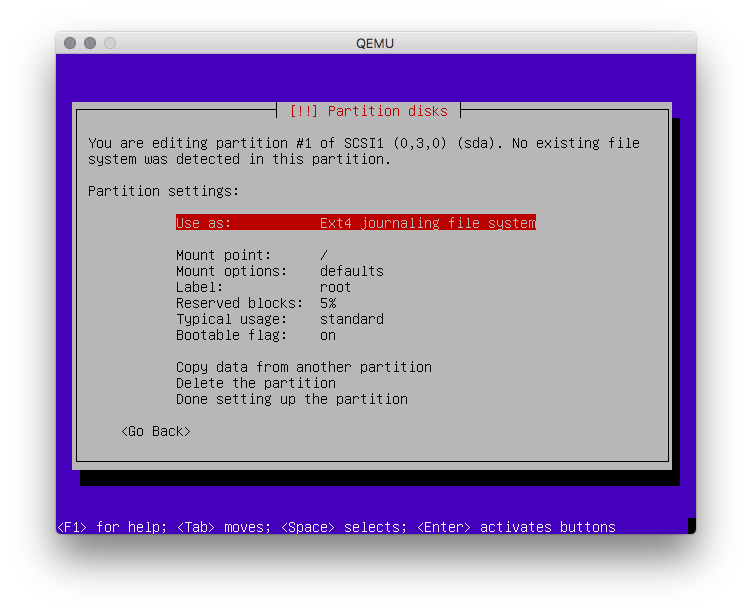 QEMU
[!!] Partition disks
You are editing partition #1 of SCSI1 (0,3,0) (sda). No existing file
system was detected in this partition.
Partition settings:
Use as: Ext4 journaling file system
Mount point: /
Mount options: defaults
Label: root
Reserved blocks: 5%
Typical usage: standard
Bootable flag: on
Copy data from another partition
Delete the partition
Done setting up the partition
<Go Back>
<F1> for help; <Tab> moves; <Space> selects; <Enter> activates buttons